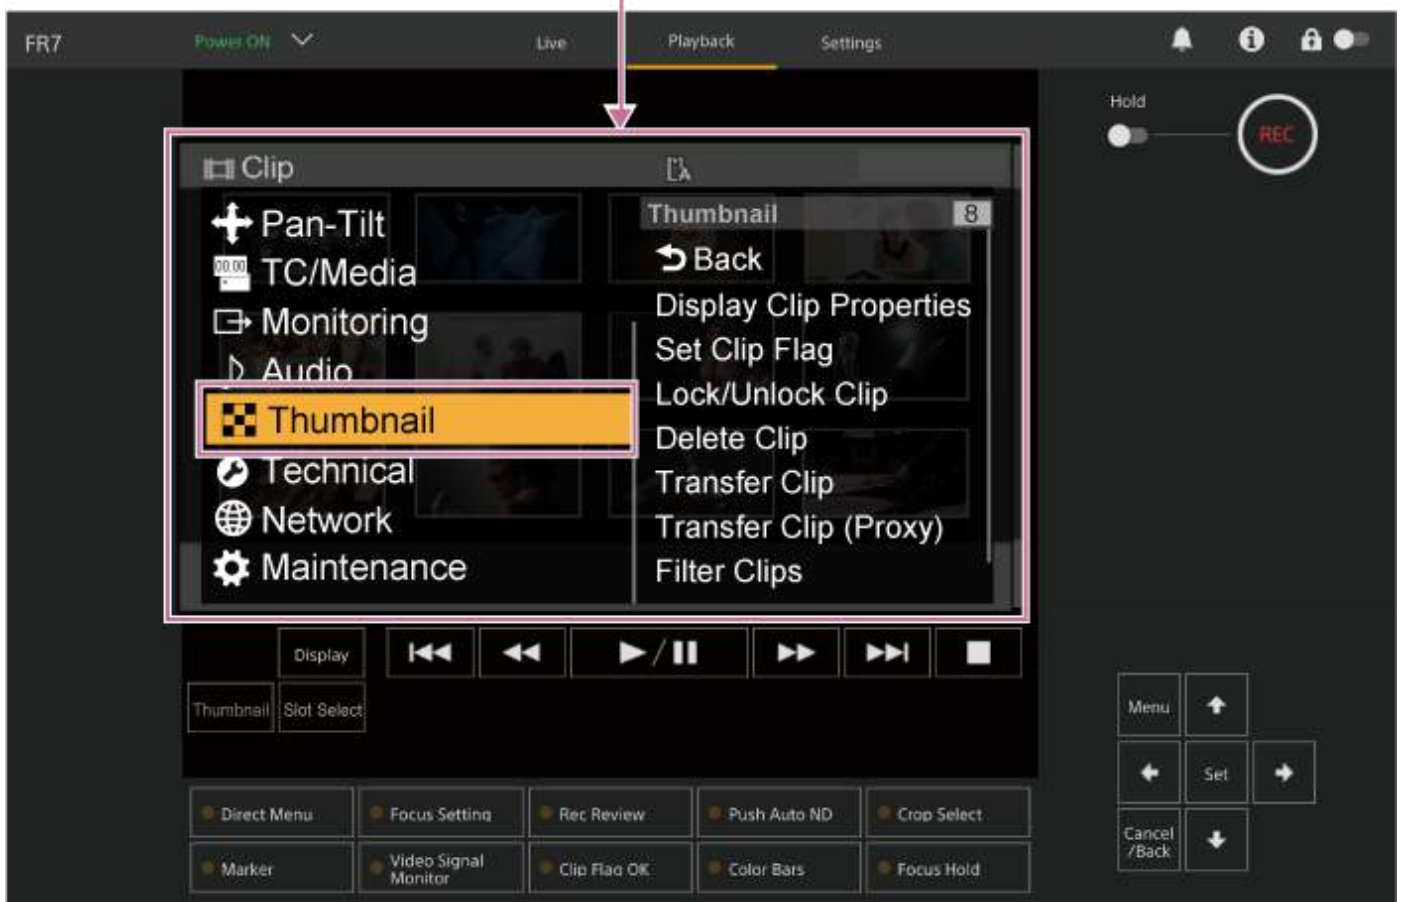 FR7
Power ON
Live
Playback
Settings
Hold
REC
Clip
A
Pan-Tilt
00:00
TC/Media
Monitoring
Audio
Thumbnail
Technical
Network
Maintenance
Thumbnail 8
Back
Display Clip Properties
Set Clip Flag
Lock/Unlock Clip
Delete Clip
Transfer Clip
Transfer Clip (Proxy)
Filter Clips
Display
Thumbnail
Slot Select
Menu
Set
Cancel
/Back
Direct Menu
Focus Setting
Rec Review
Push Auto ND
Crop Select
Marker
Video Signal
Monitor
Clip Flag OK
Color Bars
Focus Hold